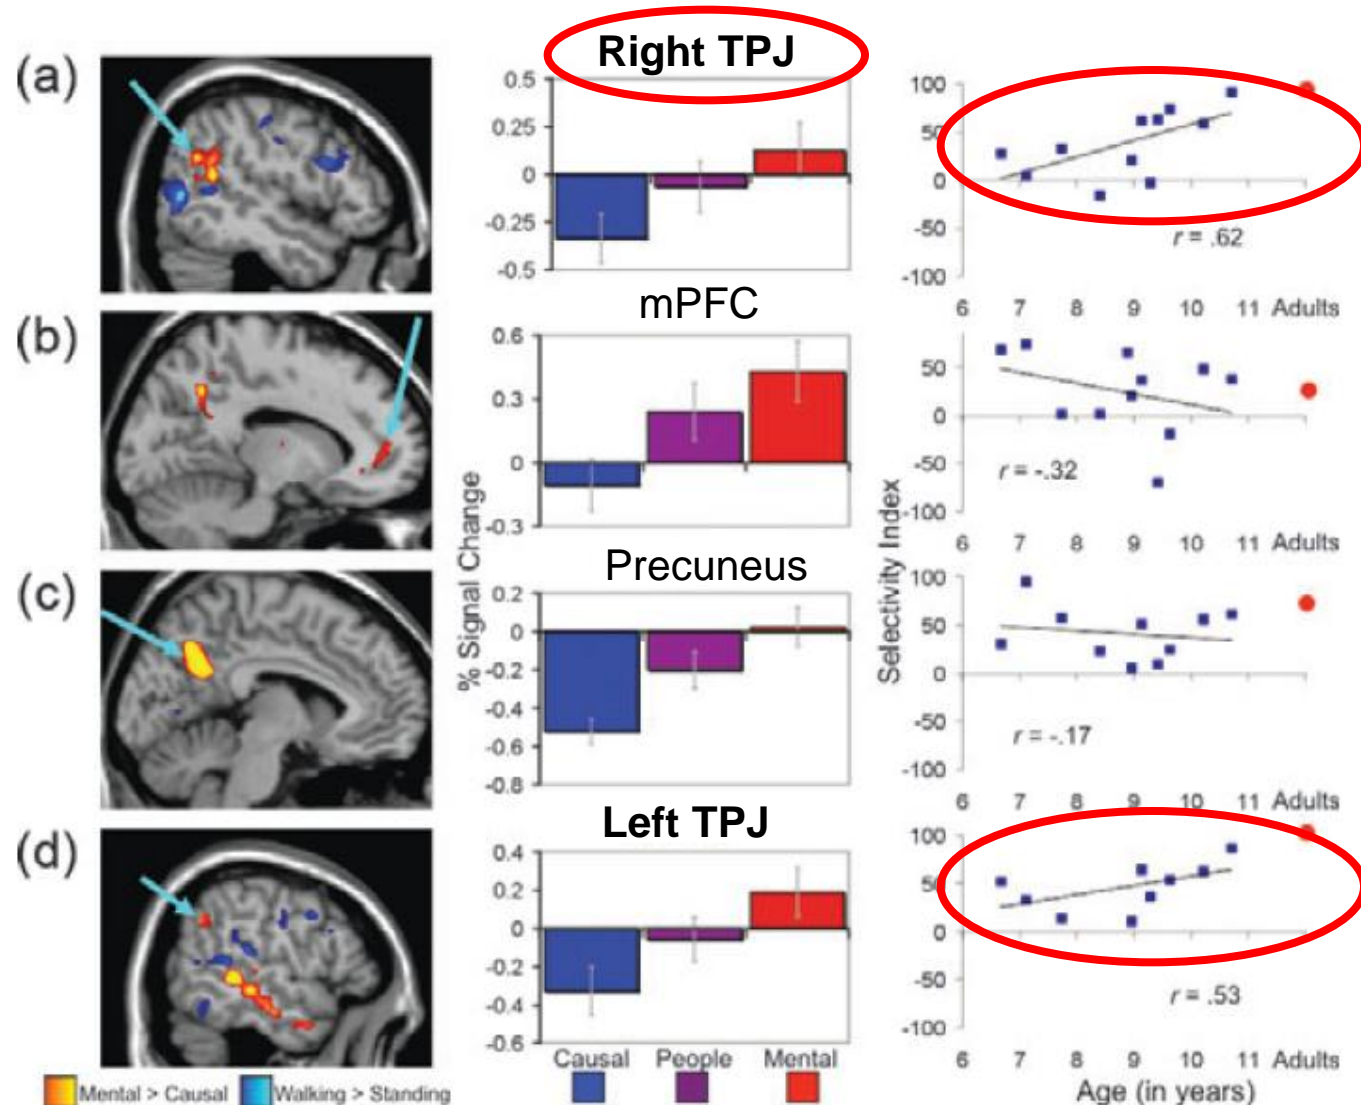 (a)
Right TPJ
0.5
0.25
0
-0.25
-0.5
100
50
0
-50
-100
r = .62
6 7 8 9 10 11 Adults
(b)
mPFC
0.6
0.3
0
-0.3
50
0
-50
-100
r = -.32
6 7 8 9 10 11 Adults
(c)
Precuneus
0.2
0
-0.2
-0.4
-0.6
-0.8
% Signal Change
100
50
0
-50
-100
Selectivity Index
r = -.17
6 7 8 9 10 11 Adults
(d)
Left TPJ
0.4
0.2
0
-0.2
-0.4
-0.6
Causal People Mental
100
50
0
-50
-100
r = .53
6 7 8 9 10 11 Adults
Age (in years)
Mental > Causal Walking > Standing